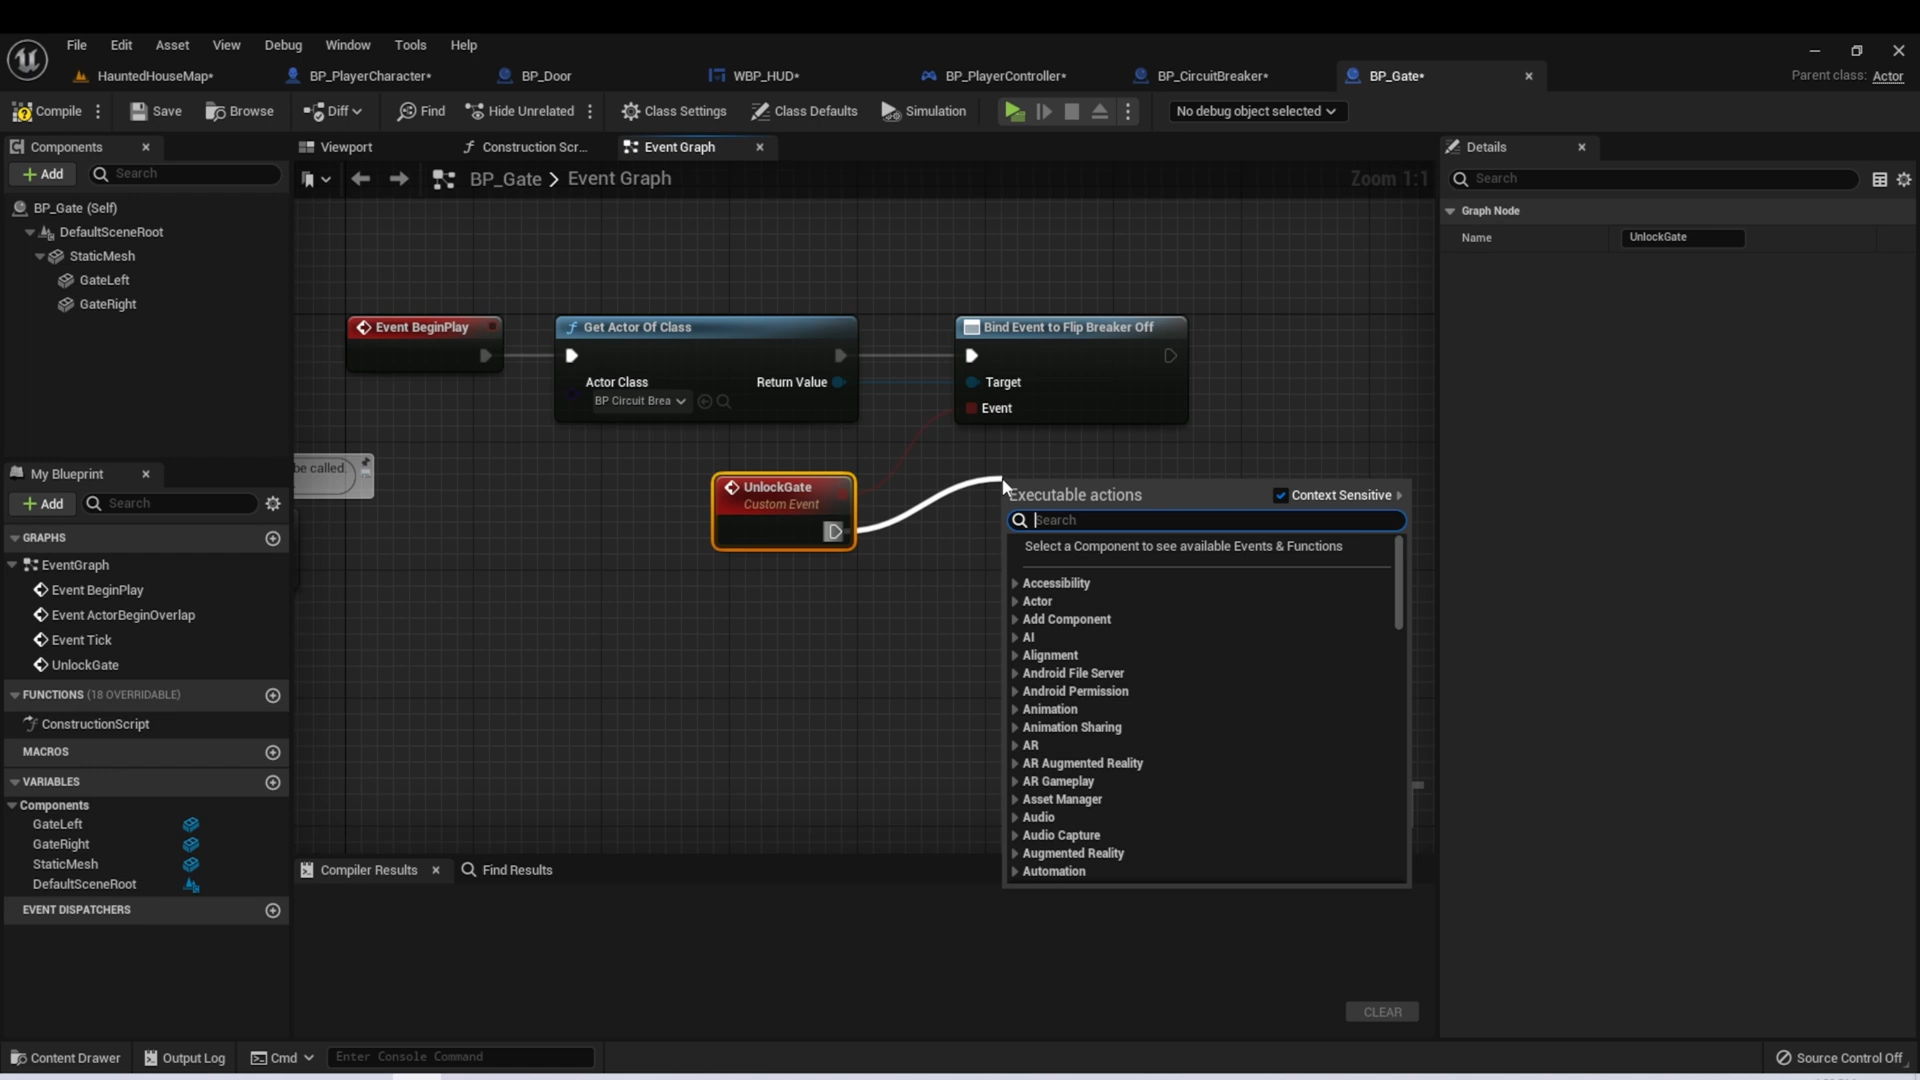 File Edit Asset View Debug Window Tools Help
HauntedHouseMap* BP_PlayerCharacter* BP_Door WBP_HUD* BP_PlayerController* BP_CircuitBreaker* BP_Gate* Parent class: Actor
Compile Save Browse Diff Find Hide Unrelated Class Settings Class Defaults Simulation No debug object selected
Components
Add Search
BP_Gate (Self)
DefaultSceneRoot
StaticMesh
GateLeft
GateRight
Viewport Construction Scr... Event Graph
BP_Gate > Event Graph
Zoom 1:1
Event BeginPlay
Get Actor Of Class
Actor Class Return Value
BP Circuit Brea
Bind Event to Flip Breaker Off
Target
Event
be called,
UnlockGate
Custom Event
Executable actions Context Sensitive
Search
Select a Component to see available Events & Functions
Accessibility
Actor
Add Component
AI
Alignment
Android File Server
Android Permission
Animation
Animation Sharing
AR
AR Augmented Reality
AR Gameplay
Asset Manager
Audio
Audio Capture
Augmented Reality
Automation
Details
Search
Graph Node
Name UnlockGate
My Blueprint
Add Search
GRAPHS
EventGraph
Event BeginPlay
Event ActorBeginOverlap
Event Tick
UnlockGate
FUNCTIONS (18 OVERRIDABLE)
ConstructionScript
MACROS
VARIABLES
Components
GateLeft
GateRight
StaticMesh
DefaultSceneRoot
EVENT DISPATCHERS
Compiler Results Find Results
CLEAR
Content Drawer Output Log Cmd Enter Console Command Source Control Off